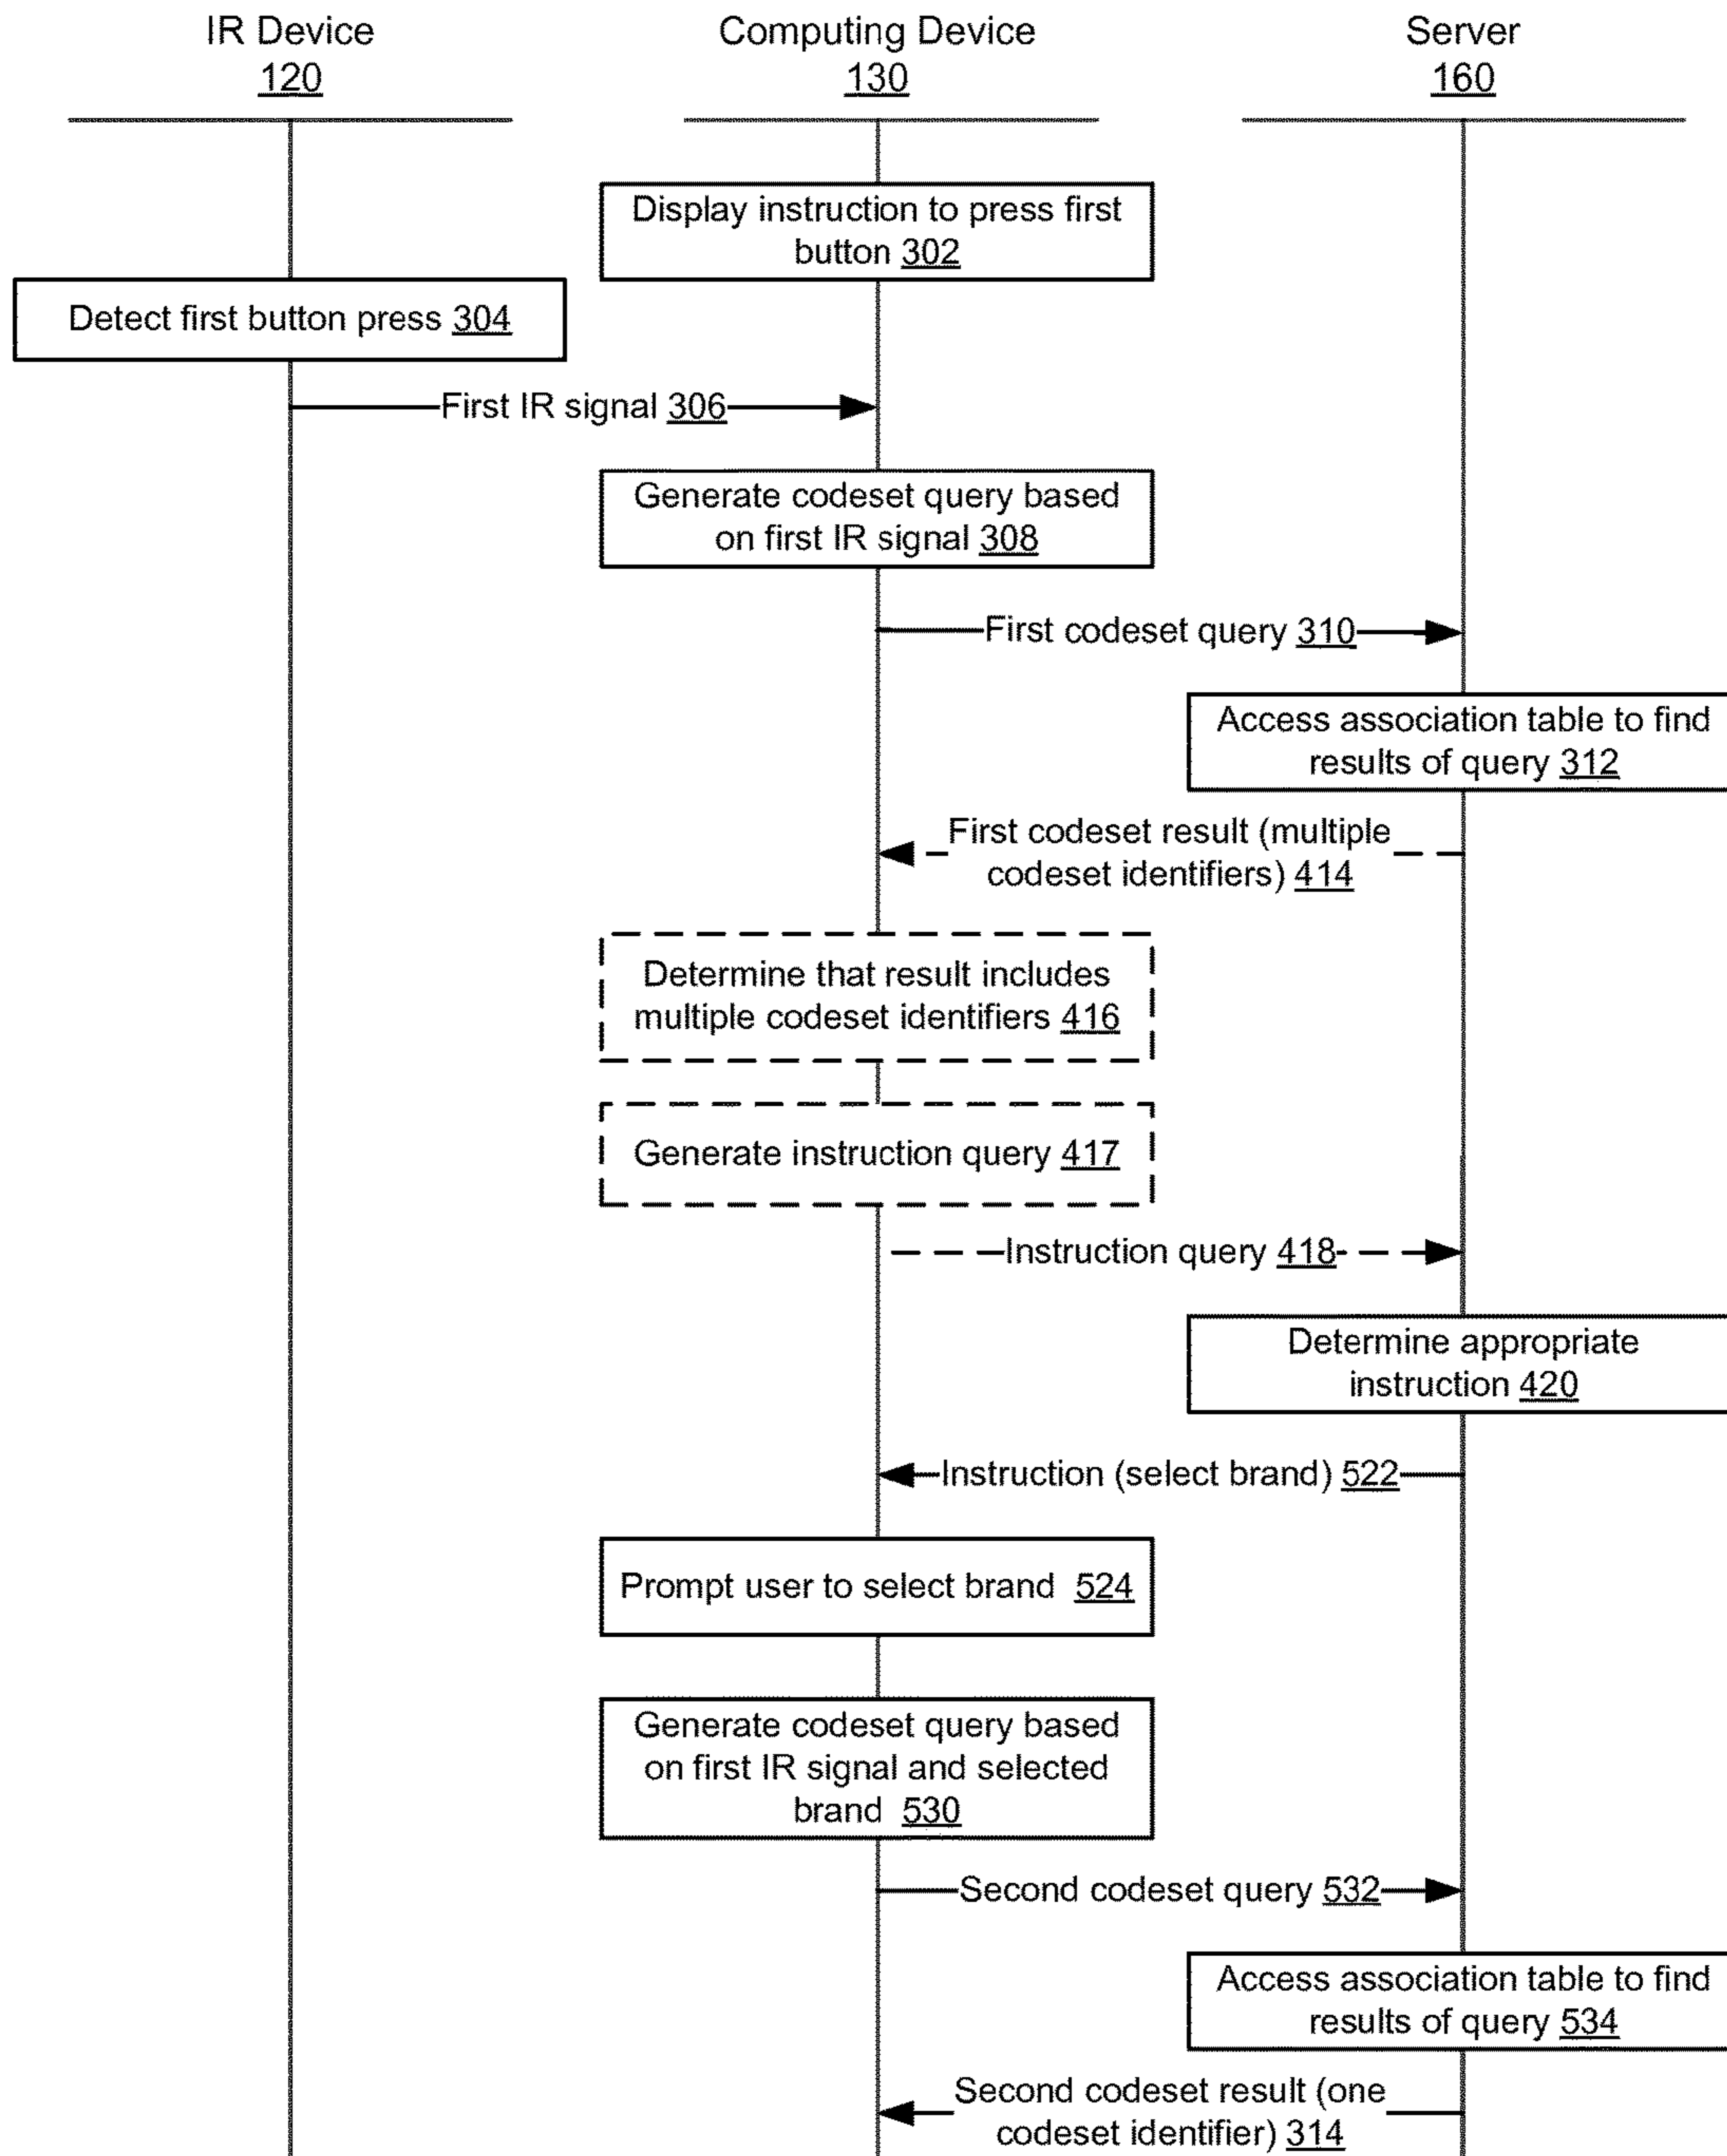 IR Device
120
Computing Device
130
Server
160
Display instruction to press first
button 302
Detect first button press 304
First IR signal 306
Generate codeset query based
on first IR signal 308
First codeset query 310
Access association table to find
results of query 312
First codeset result (multiple
codeset identifiers) 414
Determine that result includes
multiple codeset identifiers 416
Generate instruction query 417
Instruction query 418
Determine appropriate
instruction 420
Instruction (select brand) 522
Prompt user to select brand 524
Generate codeset query based
on first IR signal and selected
brand 530
Second codeset query 532
Access association table to find
results of query 534
Second codeset result (one
codeset identifier) 314